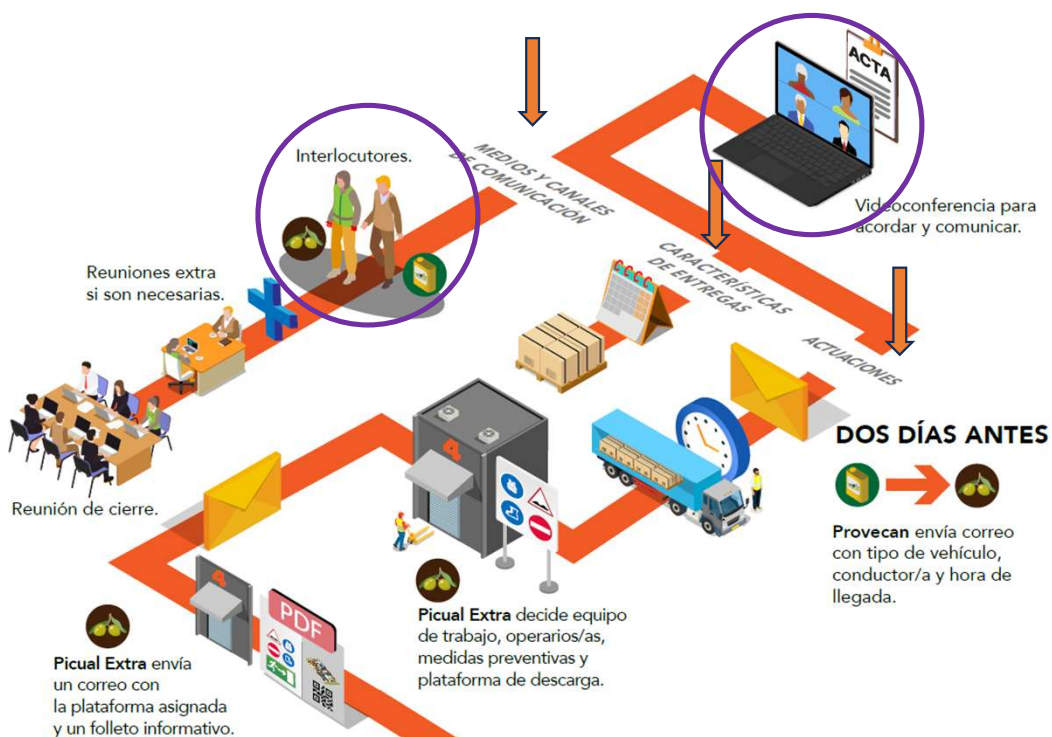 ACTA
Videoconferencia para
acordar y comunicar.
MEDIOS Y CANALES
DE COMUNICACIÓN
Interlocutores.
Reuniones extra
si son necesarias.
Reunión de cierre.
CARACTERÍSTICAS
DE ENTREGAS
ACTUACIONES
DOS DÍAS ANTES
Provecan envía correo
con tipo de vehículo,
conductor/a y hora de
llegada.
4
Picual Extra decide equipo
de trabajo, operarios/as,
medidas preventivas y
plataforma de descarga.
4
PDF
Picual Extra envía
un correo con
la plataforma asignada
y un folleto informativo.